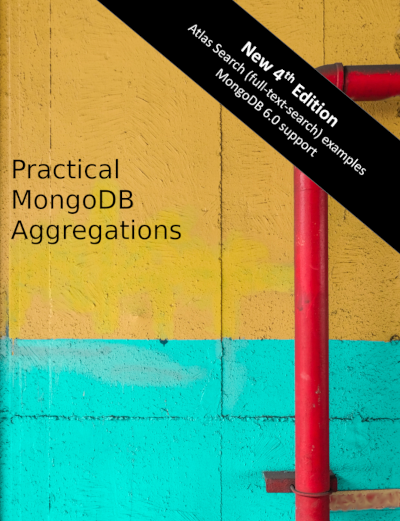 New 4th Edition
Atlas Search (full-text-search) examples
MongoDB 6.0 support
Practical
MongoDB
Aggregations